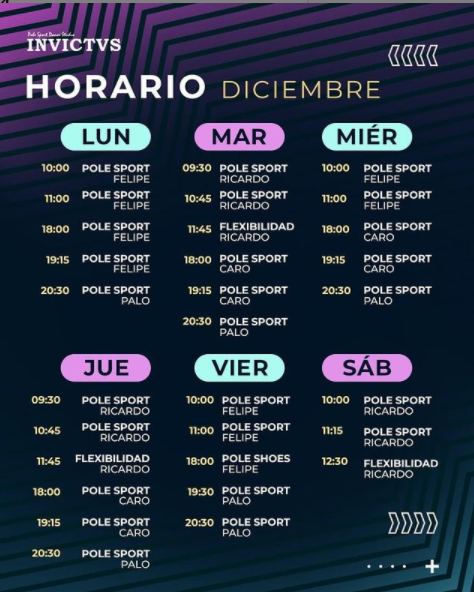 Pole Sport Dance Studio
INVICTVS
HORARIO DICIEMBRE
LUN
10:00 POLE SPORT
FELIPE
11:00 POLE SPORT
FELIPE
18:00 POLE SPORT
FELIPE
19:15 POLE SPORT
FELIPE
20:30 POLE SPORT
PALO
MAR
09:30 POLE SPORT
RICARDO
10:45 POLE SPORT
RICARDO
11:45 FLEXIBILIDAD
RICARDO
18:00 POLE SPORT
CARO
19:15 POLE SPORT
CARO
20:30 POLE SPORT
PALO
MIÉR
10:00 POLE SPORT
FELIPE
11:00 POLE SPORT
FELIPE
18:00 POLE SPORT
CARO
19:15 POLE SPORT
CARO
20:30 POLE SPORT
PALO
JUE
09:30 POLE SPORT
RICARDO
10:45 POLE SPORT
RICARDO
11:45 FLEXIBILIDAD
RICARDO
18:00 POLE SPORT
CARO
19:15 POLE SPORT
CARO
20:30 POLE SPORT
PALO
VIER
10:00 POLE SPORT
FELIPE
11:00 POLE SPORT
FELIPE
18:00 POLE SHOES
FELIPE
19:30 POLE SPORT
PALO
20:30 POLE SPORT
PALO
SÁB
10:00 POLE SPORT
RICARDO
11:15 POLE SPORT
RICARDO
12:30 FLEXIBILIDAD
RICARDO